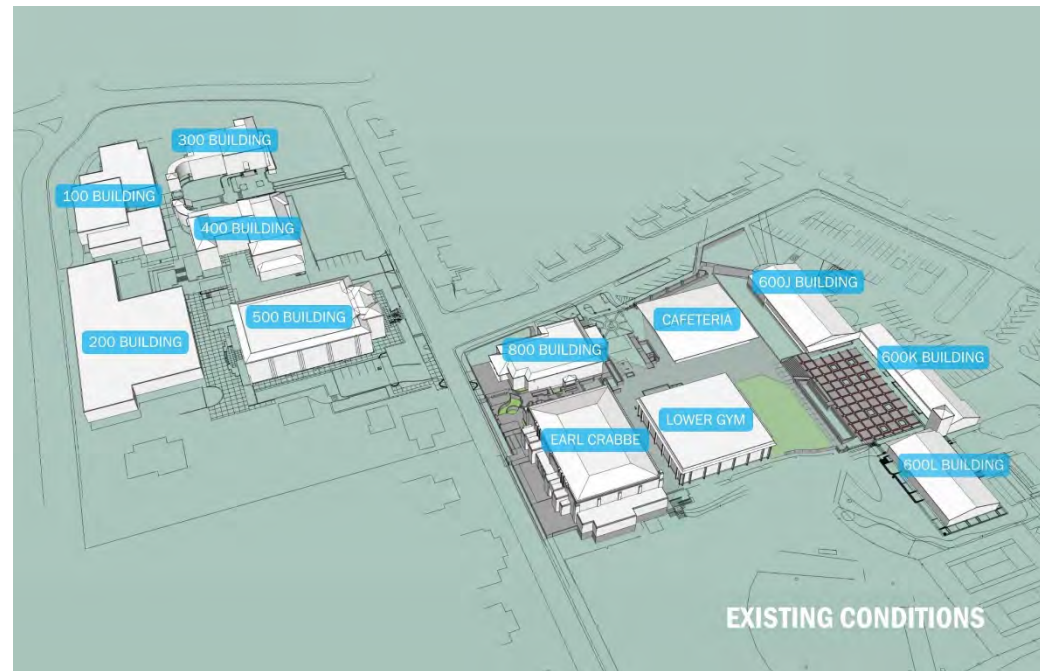 300 BUILDING
100 BUILDING
400 BUILDING
500 BUILDING
200 BUILDING
600J BUILDING
CAFETERIA
800 BUILDING
600K BUILDING
LOWER GYM
EARL CRABBE
600L BUILDING
EXISTING CONDITIONS